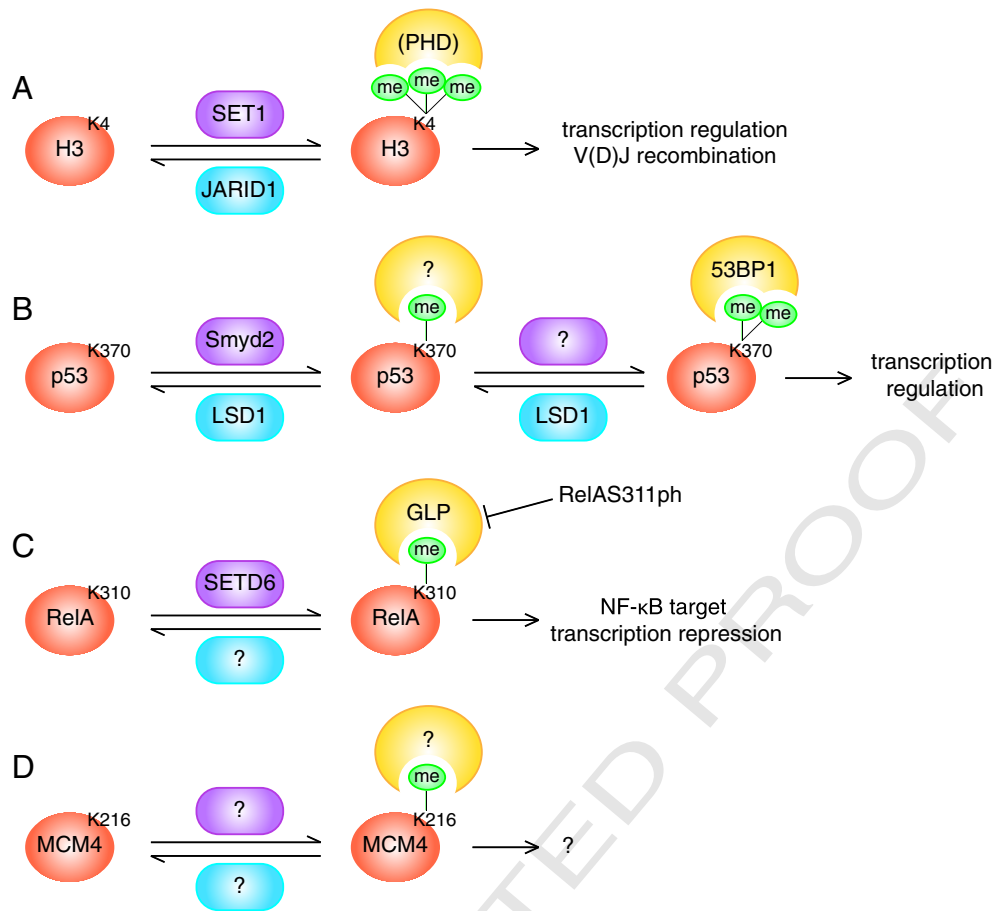 A
K4
H3
SET1
JARID1
(PHD)
me
me
me
K4
H3
transcription regulation
V(D)J recombination
B
K370
p53
Smyd2
LSD1
?
me
K370
p53
?
LSD1
53BP1
me
me
K370
p53
transcription
regulation
C
K310
RelA
SETD6
?
GLP
me
K310
RelA
RelAS311ph
NF-κB target
transcription repression
D
K216
MCM4
?
?
?
me
K216
MCM4
?
TED PROOF